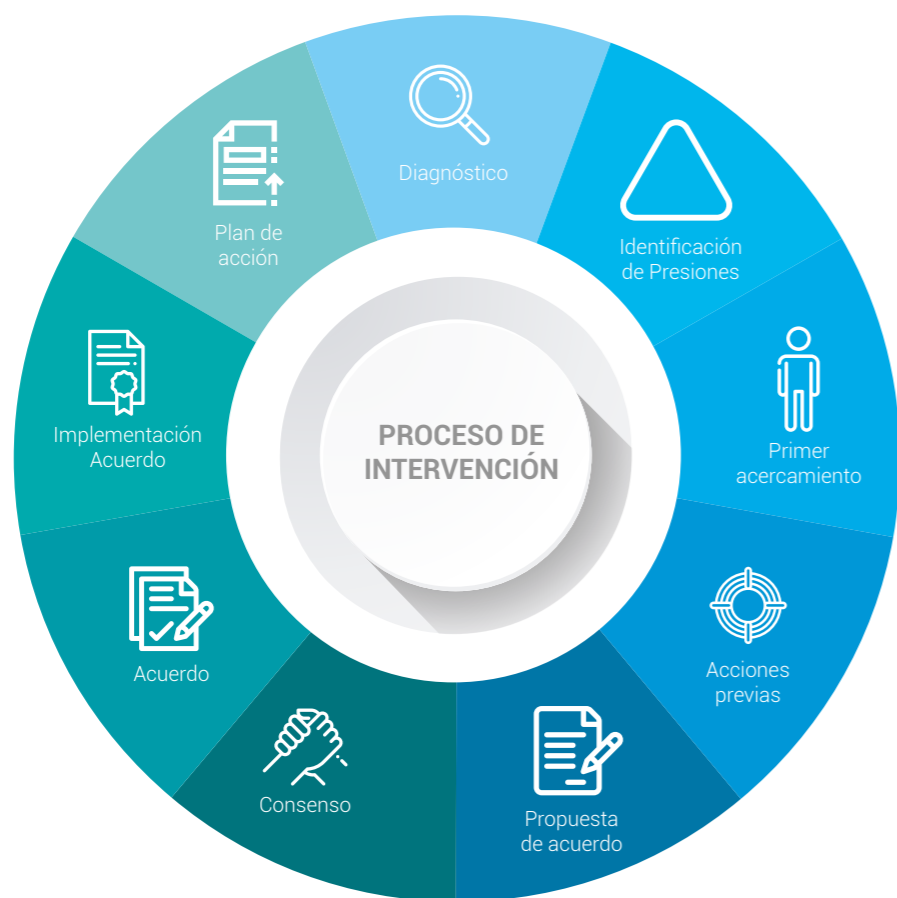 Diagnóstico
Identificación
de Presiones
Primer
acercamiento
Acciones
previas
Propuesta
de acuerdo
Consenso
Acuerdo
Implementación
Acuerdo
Plan de
acción
PROCESO DE
INTERVENCIÓN